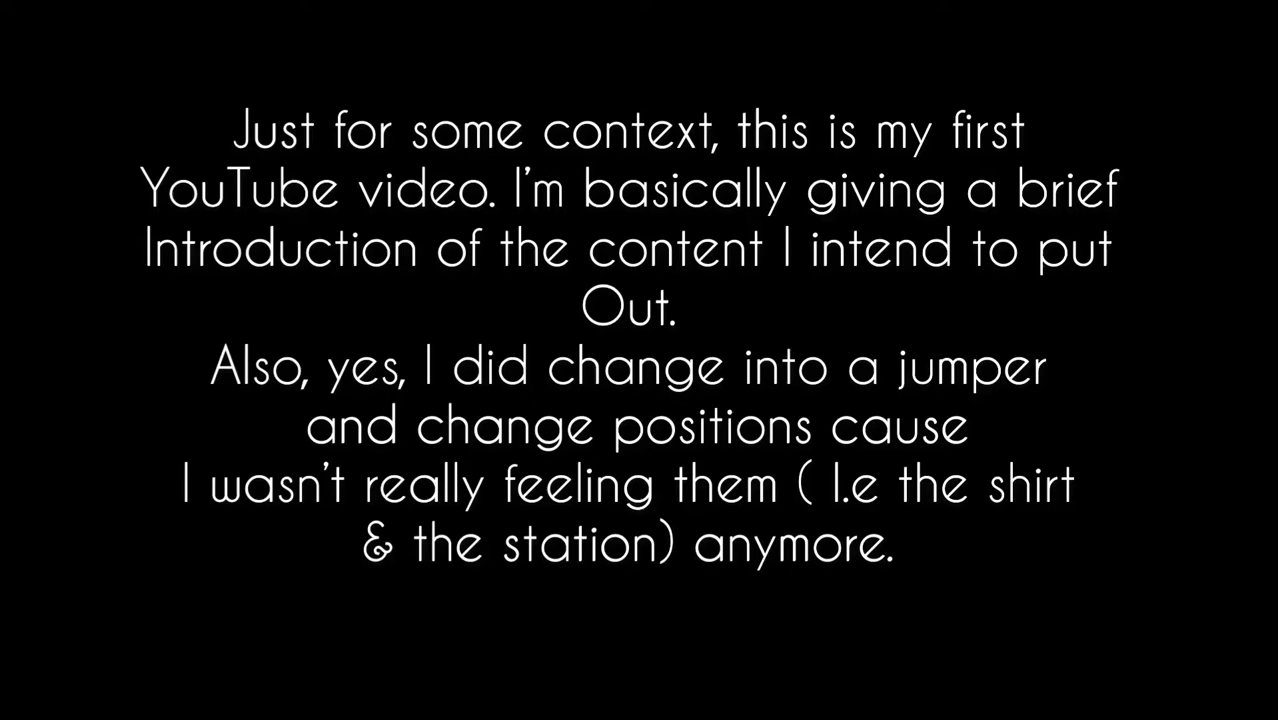 Just for some context, this is my first
YouTube video. I'm basically giving a brief
Introduction of the content I intend to put
Out.
Also, yes, I did change into a jumper
and change positions cause
I wasn't really feeling them ( I.e the shirt
& the station) anymore.